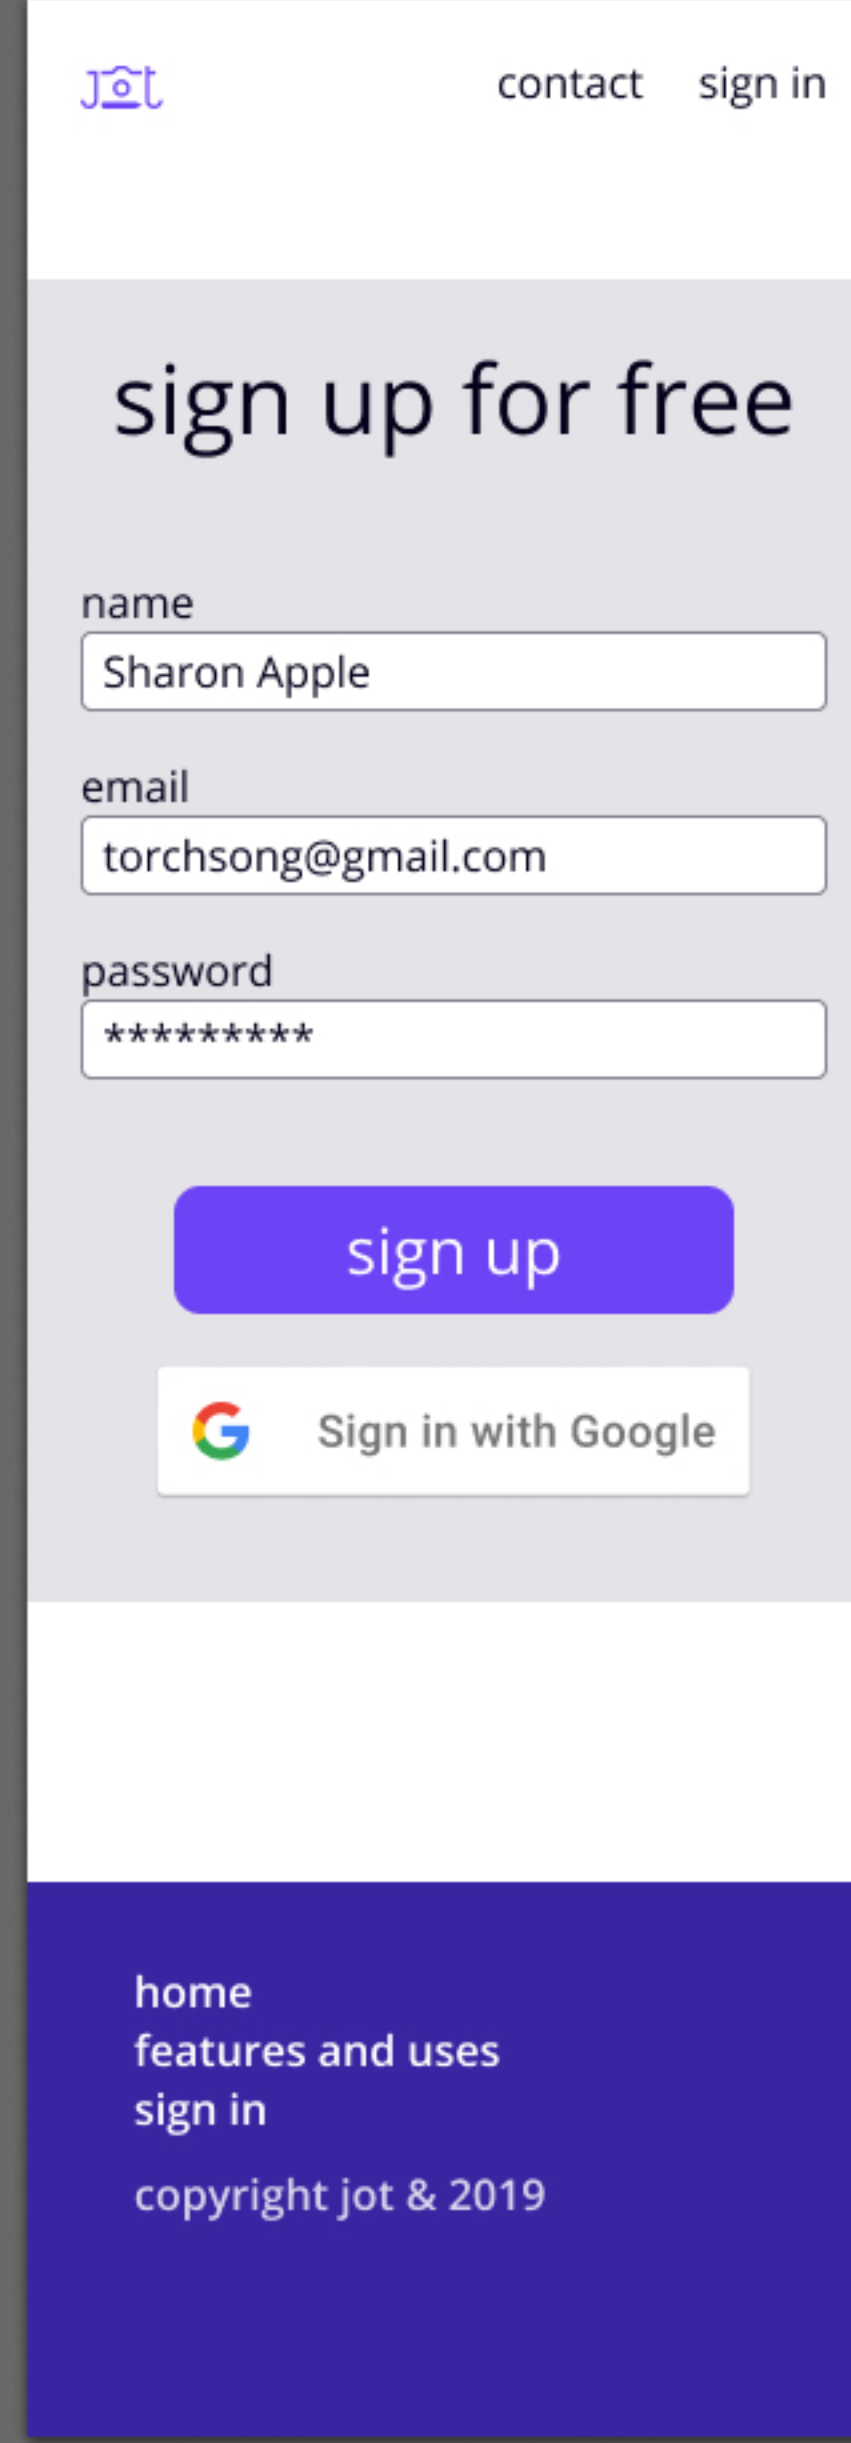 Jot
contact sign in
sign up for free
name
Sharon Apple
email
torchsong@gmail.com
password
*********
sign up
Sign in with Google
home
features and uses
sign in
copyright jot & 2019